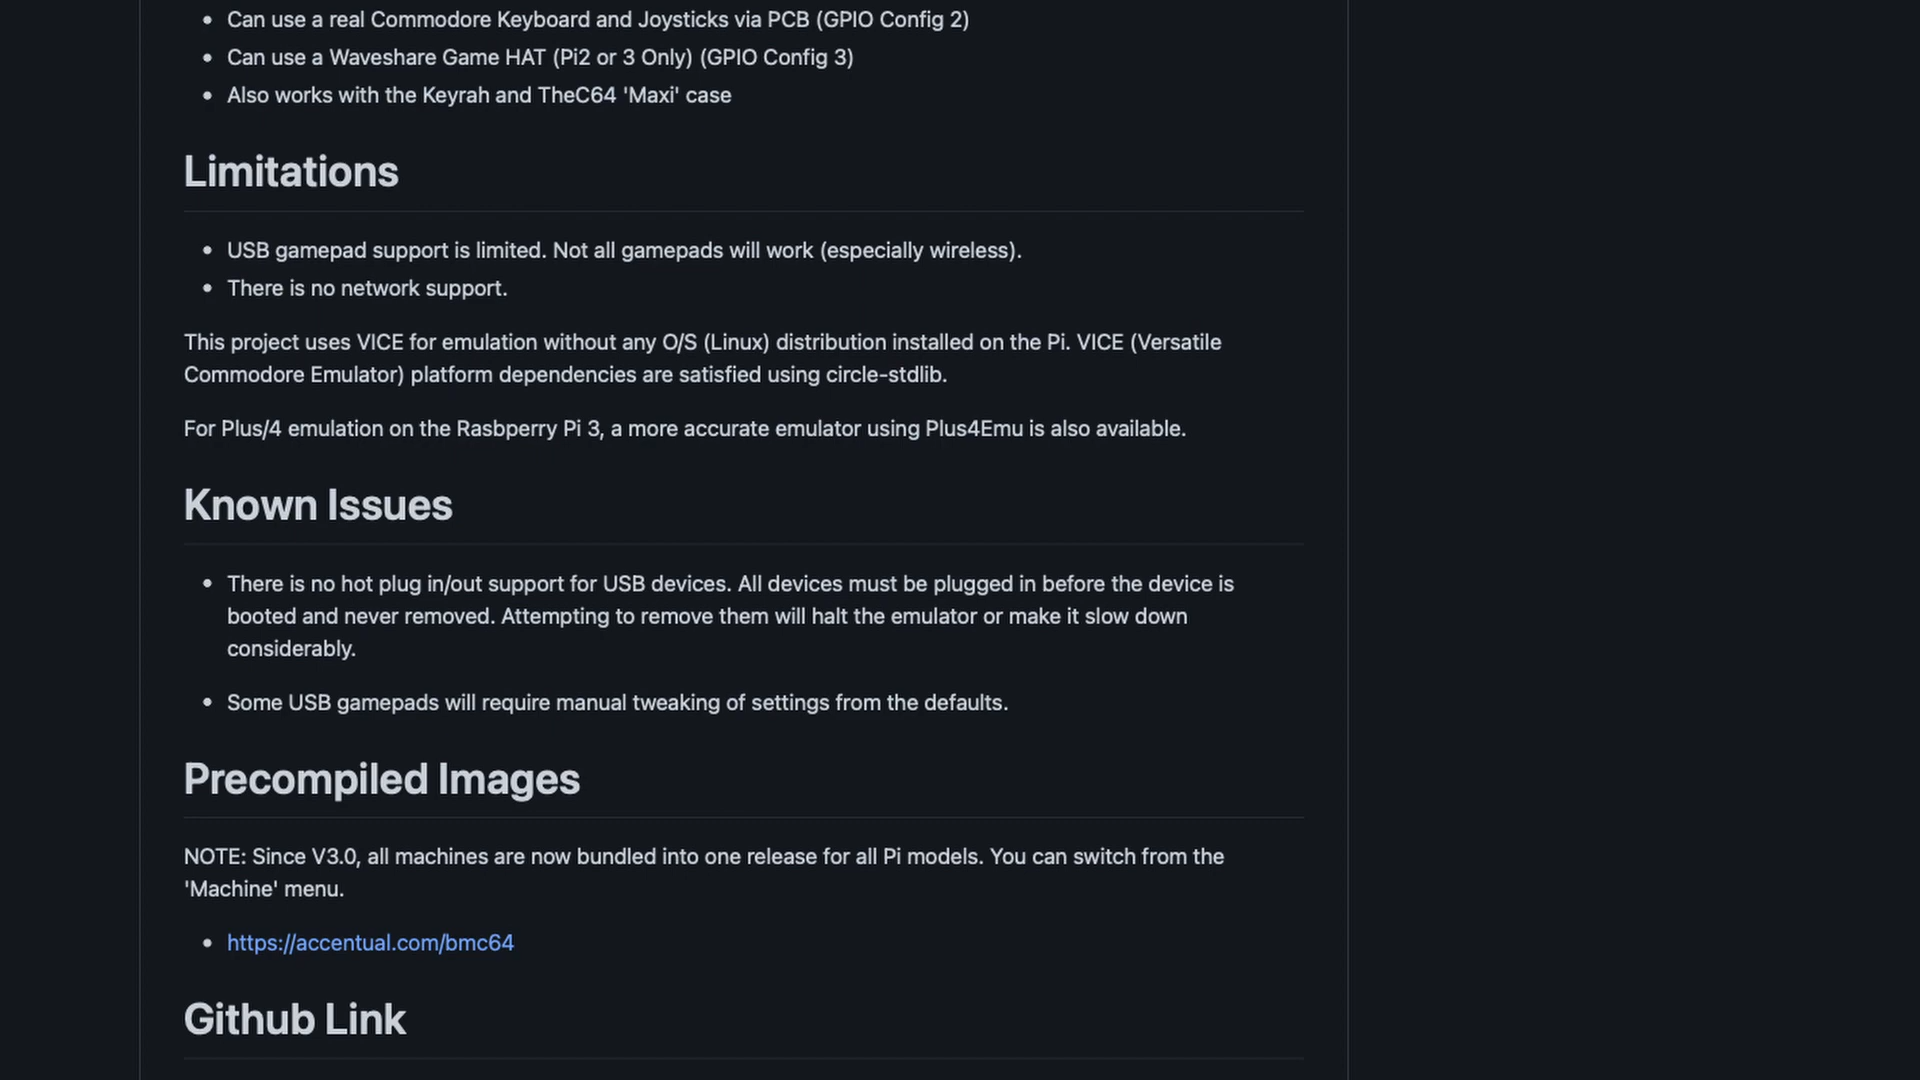 Can use a real Commodore Keyboard and Joysticks via PCB (GPIO Config 2)
Can use a Waveshare Game HAT (Pi2 or 3 Only) (GPIO Config 3)
Also works with the Keyrah and TheC64 'Maxi' case
Limitations
USB gamepad support is limited. Not all gamepads will work (especially wireless).
There is no network support.
This project uses VICE for emulation without any O/S (Linux) distribution installed on the Pi. VICE (Versatile
Commodore Emulator) platform dependencies are satisfied using circle-stdlib.
For Plus/4 emulation on the Rasbperry Pi 3, a more accurate emulator using Plus4Emu is also available.
Known Issues
There is no hot plug in/out support for USB devices. All devices must be plugged in before the device is
booted and never removed. Attempting to remove them will halt the emulator or make it slow down
considerably.
Some USB gamepads will require manual tweaking of settings from the defaults.
Precompiled Images
NOTE: Since V3.0, all machines are now bundled into one release for all Pi models. You can switch from the
'Machine' menu.
https://accentual.com/bmc64
Github Link